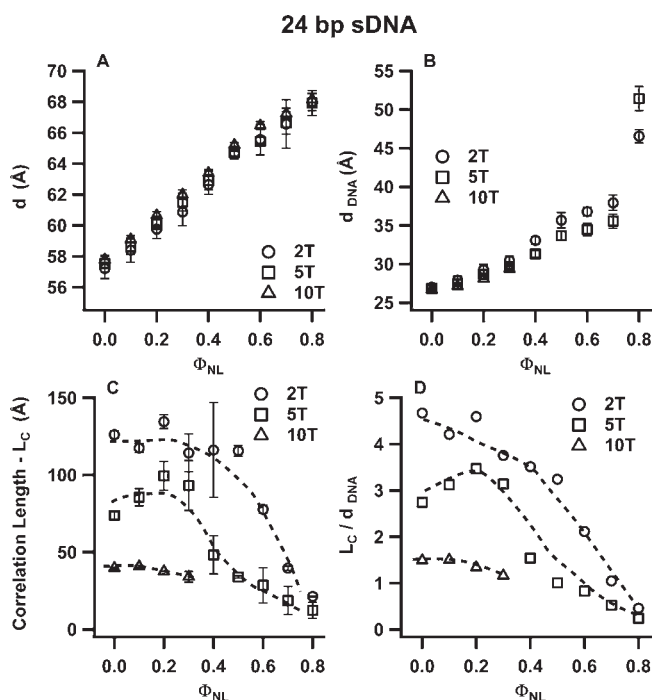 24 bp sDNA
A
d (Å)
70
68
66
64
62
60
58
56
2T
5T
10T
0.0 0.2 0.4 0.6 0.8
ΦNL
B
d DNA (Å)
55
50
45
40
35
30
25
2T
5T
10T
0.0 0.2 0.4 0.6 0.8
ΦNL
C
Correlation Length - LC (Å)
150
100
50
0
2T
5T
10T
0.0 0.2 0.4 0.6 0.8
ΦNL
D
LC / dDNA
5
4
3
2
1
0
2T
5T
10T
0.0 0.2 0.4 0.6 0.8
ΦNL